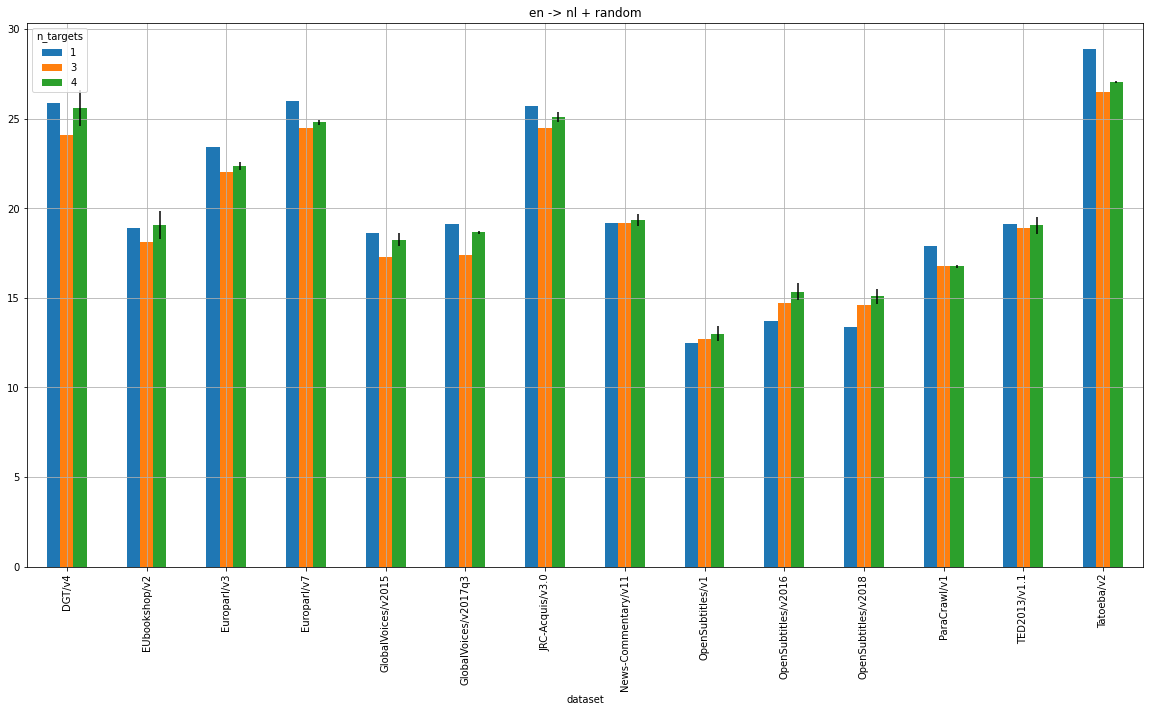 en -> nl + random
n_targets
1
3
4
30
25
20
15
10
5
0
DGT/v4
EUbookshop/v2
Europarl/v3
Europarl/v7
GlobalVoices/v2015
GlobalVoices/v2017q3
JRC-Acquis/v3.0
News-Commentary/v11
OpenSubtitles/v1
OpenSubtitles/v2016
OpenSubtitles/v2018
ParaCrawl/v1
TED2013/v1.1
Tatoeba/v2
dataset